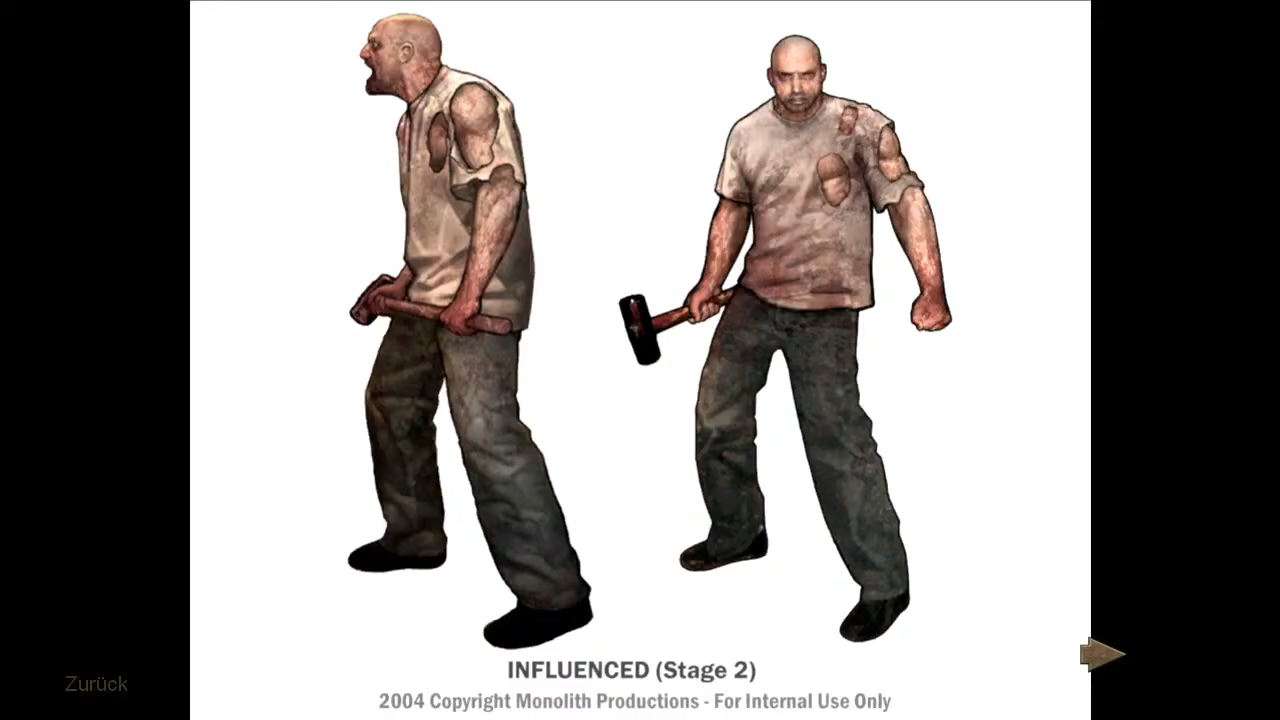 INFLUENCED (Stage 2)
Zurück
2004 Copyright Monolith Productions - For Internal Use Only